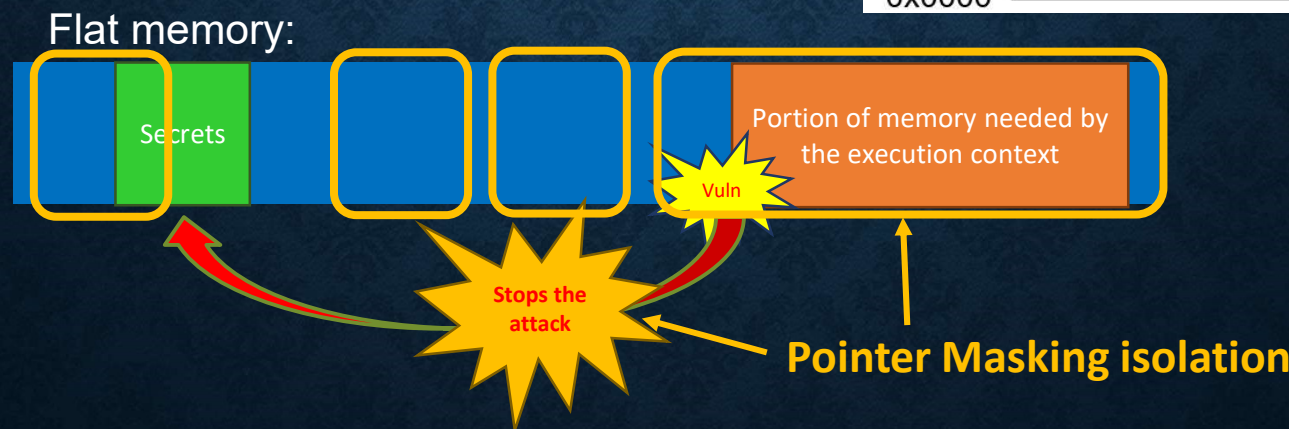 Flat memory:
Secrets
Portion of memory needed by
the execution context
Vuln
Stops the
attack
Pointer Masking isolation